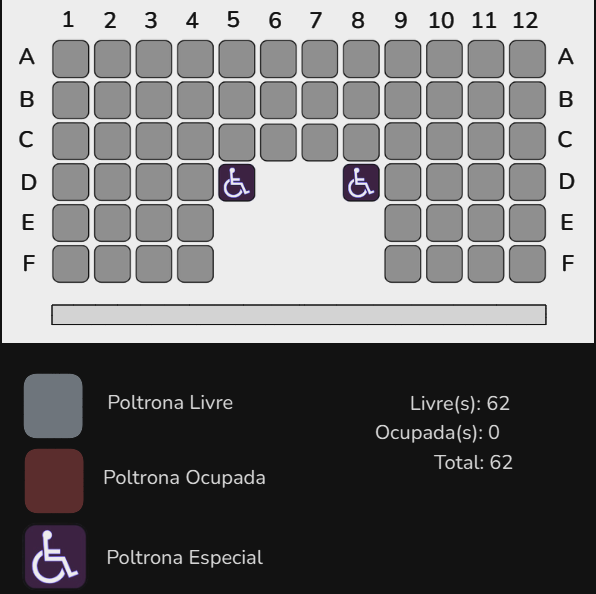 1 2 3 4 5 6 7 8 9 10 11 12
A A
B B
C C
D D
E E
F F
Poltrona Livre
Livre(s): 62
Ocupada(s): 0
Total: 62
Poltrona Ocupada
Poltrona Especial